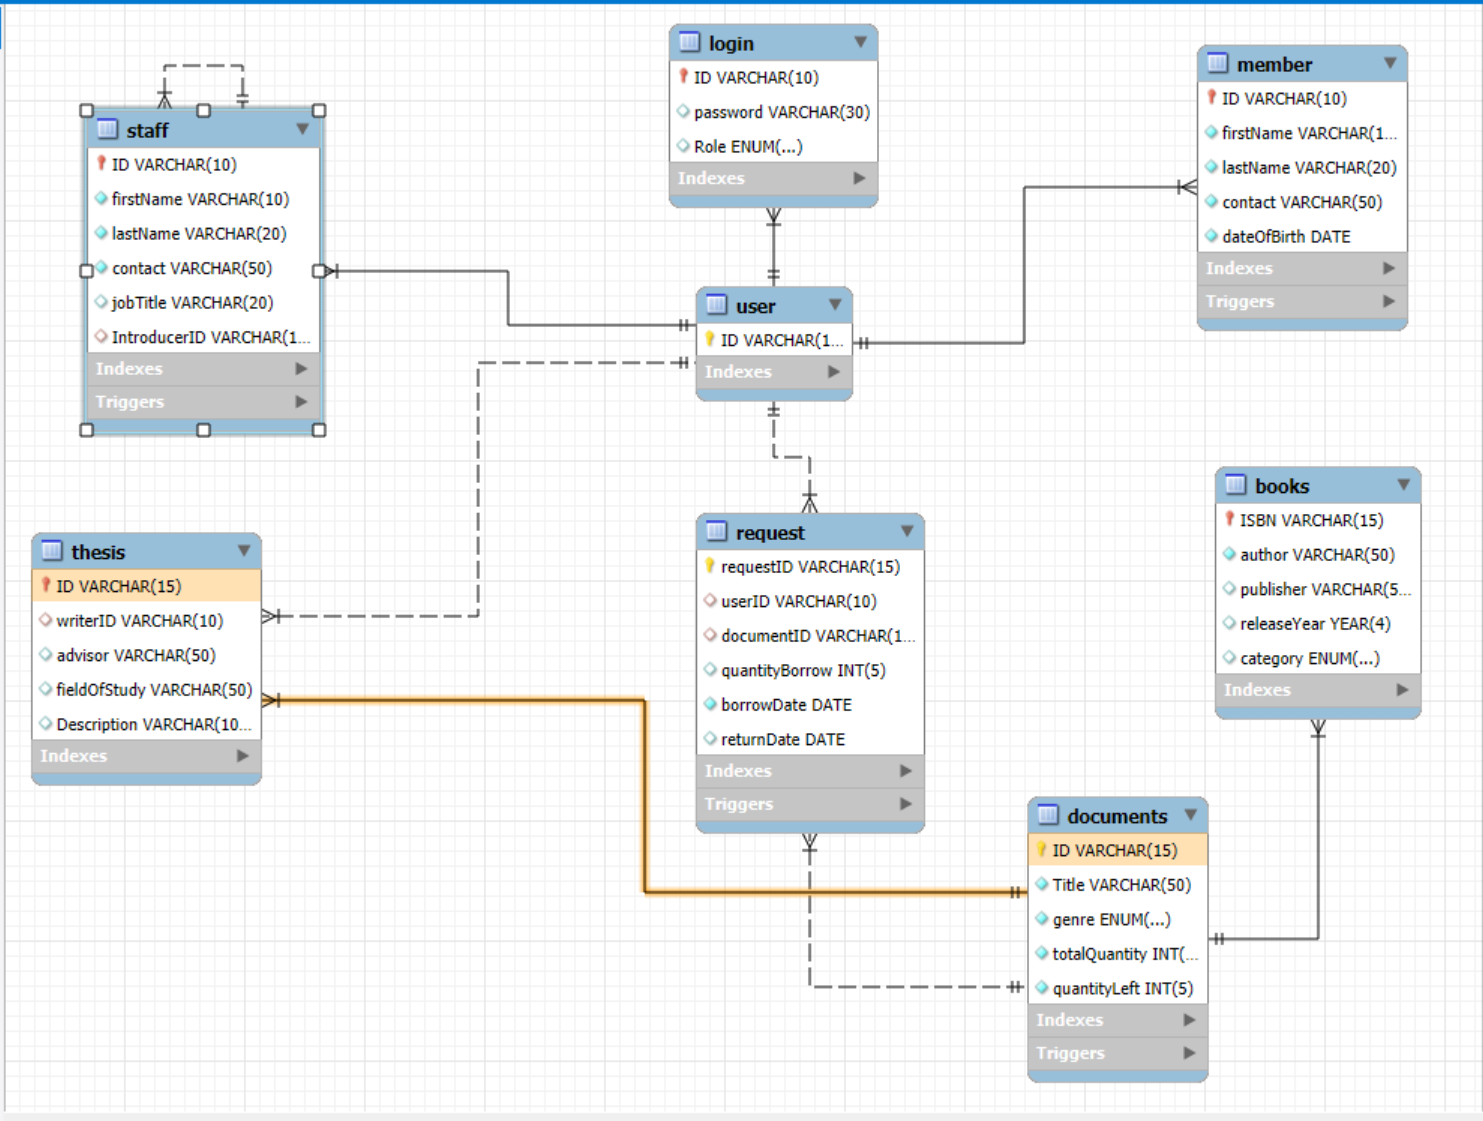 login
ID VARCHAR(10)
password VARCHAR(30)
Role ENUM(...)
Indexes
member
ID VARCHAR(10)
firstName VARCHAR(1...
lastName VARCHAR(20)
contact VARCHAR(50)
dateOfBirth DATE
Indexes
Triggers
staff
ID VARCHAR(10)
firstName VARCHAR(10)
lastName VARCHAR(20)
contact VARCHAR(50)
jobTitle VARCHAR(20)
IntroducerID VARCHAR(1...
Indexes
Triggers
user
ID VARCHAR(1...
Indexes
thesis
ID VARCHAR(15)
writerID VARCHAR(10)
advisor VARCHAR(50)
fieldOfStudy VARCHAR(50)
Description VARCHAR(10...
Indexes
request
requestID VARCHAR(15)
userID VARCHAR(10)
documentID VARCHAR(1...
quantityBorrow INT(5)
borrowDate DATE
returnDate DATE
Indexes
Triggers
books
ISBN VARCHAR(15)
author VARCHAR(50)
publisher VARCHAR(5...
releaseYear YEAR(4)
category ENUM(...)
Indexes
documents
ID VARCHAR(15)
Title VARCHAR(50)
genre ENUM(...)
totalQuantity INT(...
quantityLeft INT(5)
Indexes
Triggers